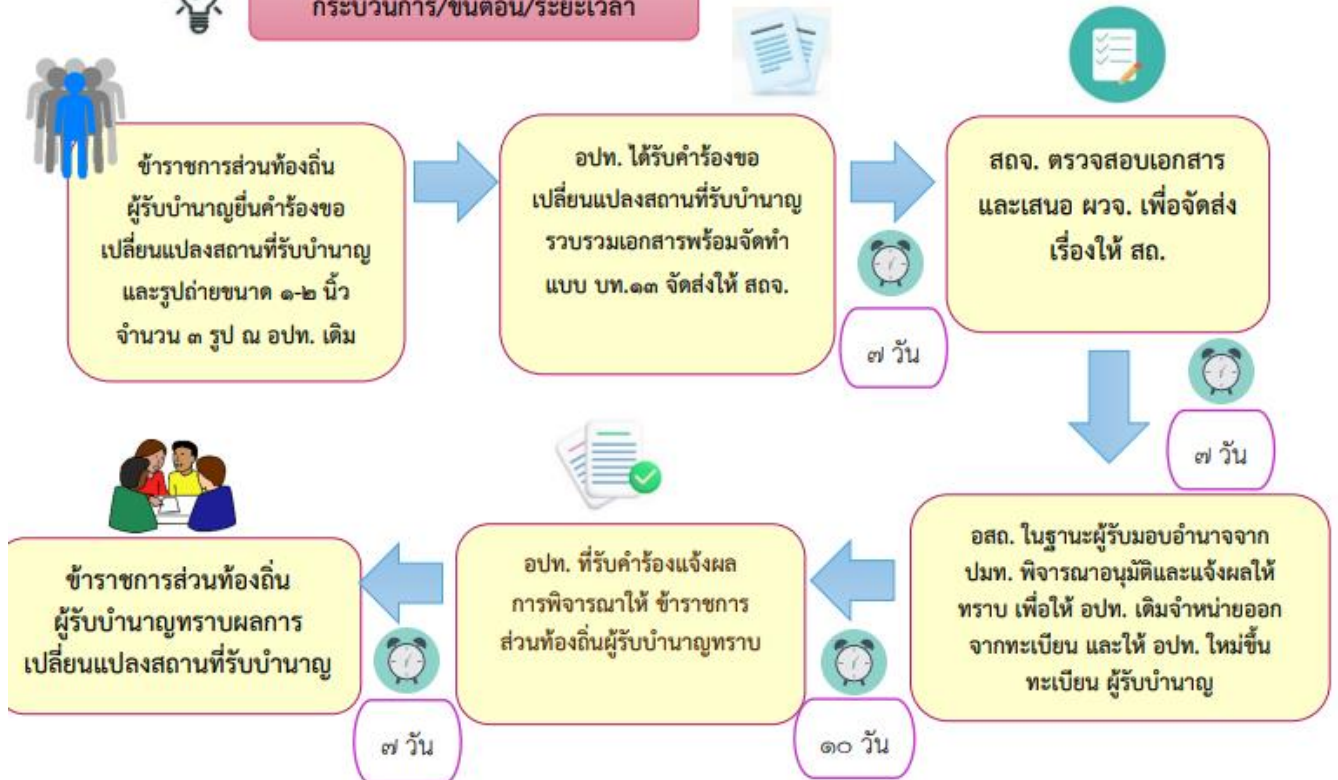 กระบวนการ/ขั้นตอน/ระยะเวลา
ข้าราชการส่วนท้องถิ่น
ผู้รับบำนาญยื่นคำร้องขอ
เปลี่ยนแปลงสถานที่รับบำนาญ
และรูปถ่ายขนาด ๑-๒ นิ้ว
จำนวน ๓ รูป ณ อปท. เดิม
อปท. ได้รับคำร้องขอ
เปลี่ยนแปลงสถานที่รับบำนาญ
รวบรวมเอกสารพร้อมจัดทำ
แบบ บท.๑๓ จัดส่งให้ สถจ.
๗ วัน
สถจ. ตรวจสอบเอกสาร
และเสนอ ผวจ. เพื่อจัดส่ง
เรื่องให้ สถ.
๗ วัน
อสถ. ในฐานะผู้รับมอบอำนาจจาก
ปมท. พิจารณาอนุมัติและแจ้งผลให้
ทราบ เพื่อให้ อปท. เดิมจำหน่ายออก
จากทะเบียน และให้ อปท. ใหม่ขึ้น
ทะเบียน ผู้รับบำนาญ
๑๐ วัน
อปท. ที่รับคำร้องแจ้งผล
การพิจารณาให้ ข้าราชการ
ส่วนท้องถิ่นผู้รับบำนาญทราบ
๗ วัน
ข้าราชการส่วนท้องถิ่น
ผู้รับบำนาญทราบผลการ
เปลี่ยนแปลงสถานที่รับบำนาญ